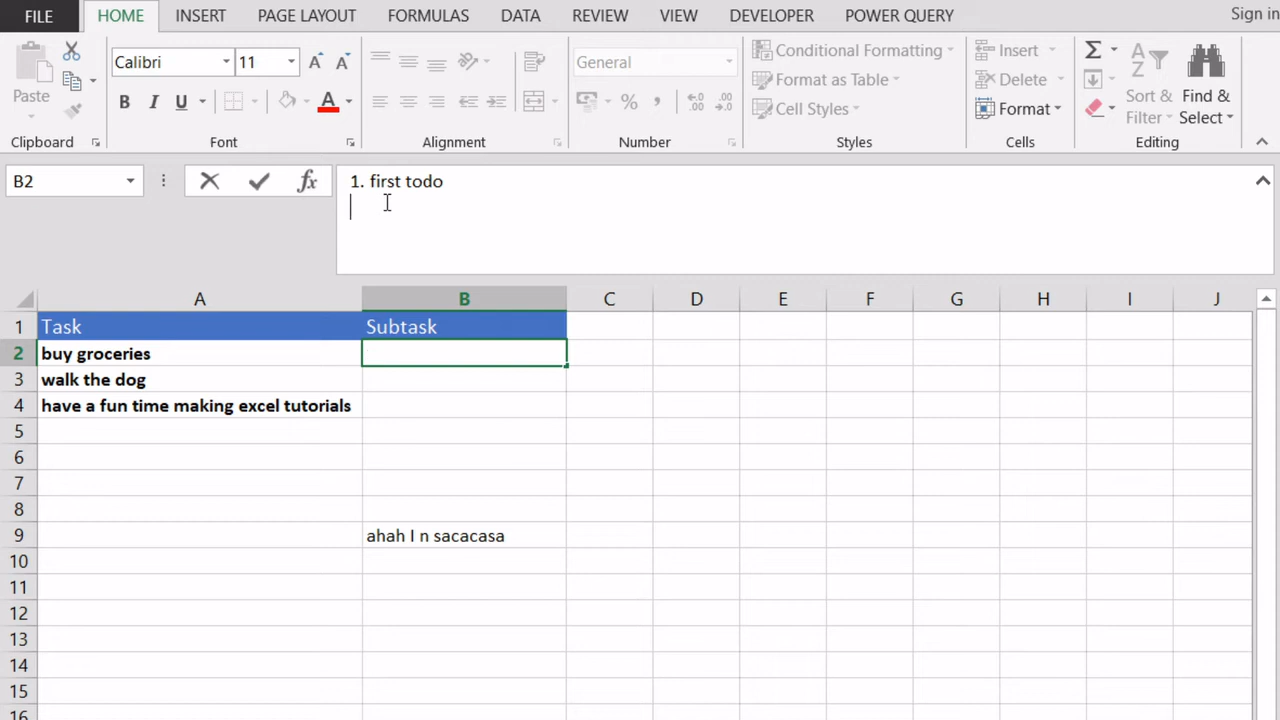 FILE HOME INSERT PAGE LAYOUT FORMULAS DATA REVIEW VIEW DEVELOPER POWER QUERY Sign in
Calibri 11 General Conditional Formatting Insert
Paste Format as Table Delete Sort & Find &
B I U A % Cell Styles Format Filter Select
Clipboard Font Alignment Number Styles Cells Editing
B2 fx 1. first todo
A B C D E F G H I J
1 Task Subtask
2 buy groceries
3 walk the dog
4 have a fun time making excel tutorials
5
6
7
8
9 ahah I n sacacasa
10
11
12
13
14
15
16